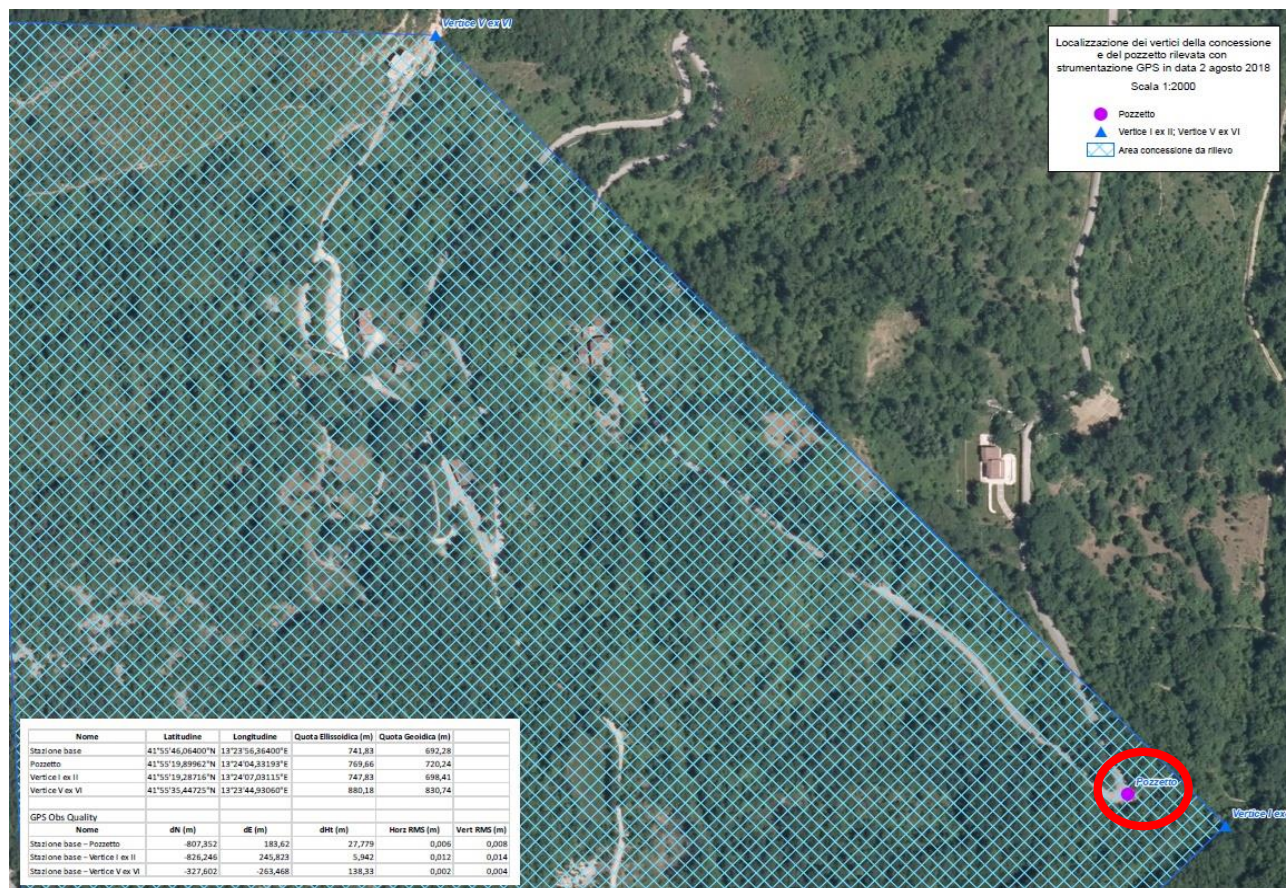 Vertice V ex VI
Localizzazione dei vertici della concessione
e del pozzetto rilevata con
strumentazione GPS in data 2 agosto 2018
Scala 1:2000
Pozzetto
Vertice I ex II; Vertice V ex VI
Area concessione da rilievo
Pozzetto
Vertice I ex
Nome Latitudine Longitudine Quota Ellissoidica (m) Quota Geoidica (m)
Stazione base 41°55'46,06400"N 13°23'56,36400"E 741,83 692,28
Pozzetto 41°55'19,89962"N 13°24'04,33193"E 769,66 720,24
Vertice I ex II 41°55'19,28716"N 13°24'07,03115"E 747,83 698,41
Vertice V ex VI 41°55'35,44725"N 13°23'44,93060"E 880,18 830,74
GPS Obs Quality
Nome dN (m) dE (m) dHt (m) Horz RMS (m) Vert RMS (m)
Stazione base – Pozzetto -807,352 183,62 27,779 0,006 0,008
Stazione base – Vertice I ex II -826,246 245,823 5,942 0,012 0,014
Stazione base – Vertice V ex VI -327,602 -263,468 138,33 0,002 0,004